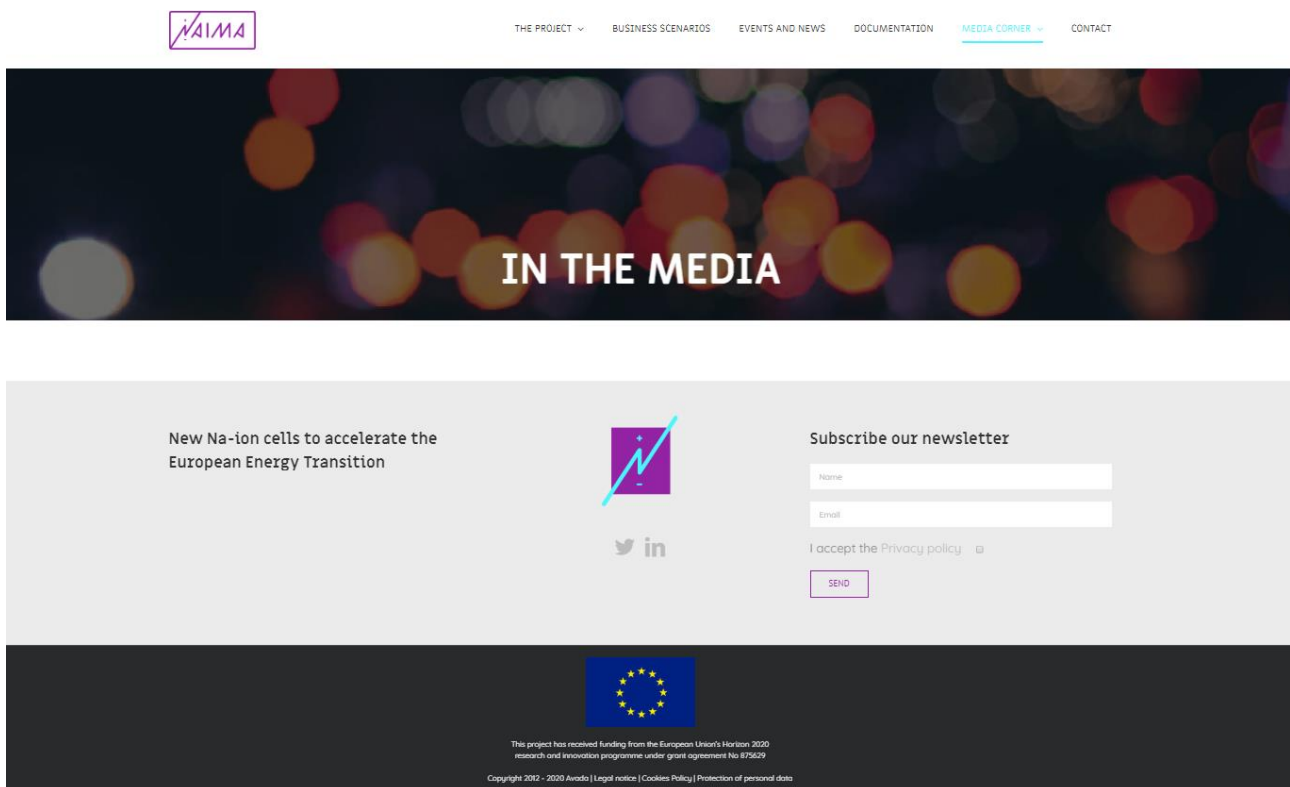 NAIMA
THE PROJECT
BUSINESS SCENARIOS
EVENTS AND NEWS
DOCUMENTATION
MEDIA CORNER
CONTACT
IN THE MEDIA
New Na-ion cells to accelerate the
European Energy Transition
+
N
-
in
Subscribe our newsletter
Name
Email
I accept the Privacy policy
SEND
This project has received funding from the European Union's Horizon 2020
research and innovation programme under grant agreement No 875629
Copyright 2012 - 2020 Avada | Legal notice | Cookies Policy | Protection of personal data